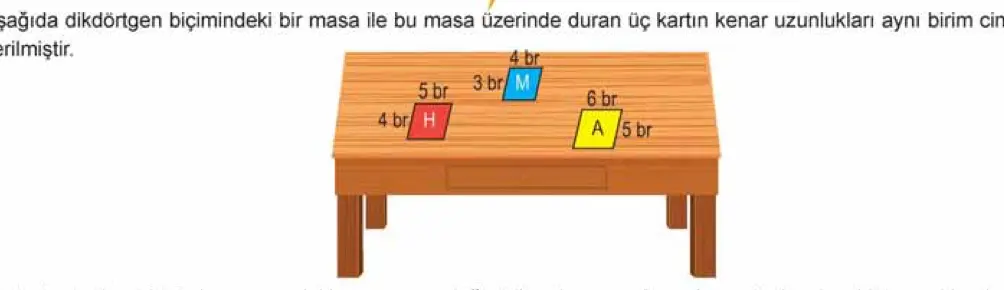 şağıda dikdörtgen biçimindeki bir masa ile bu masa üzerinde duran üç kartın kenar uzunlukları aynı birim cin
erilmiştir.
4 br
3 br M
5 br
4 br H
6 br
A 5 br